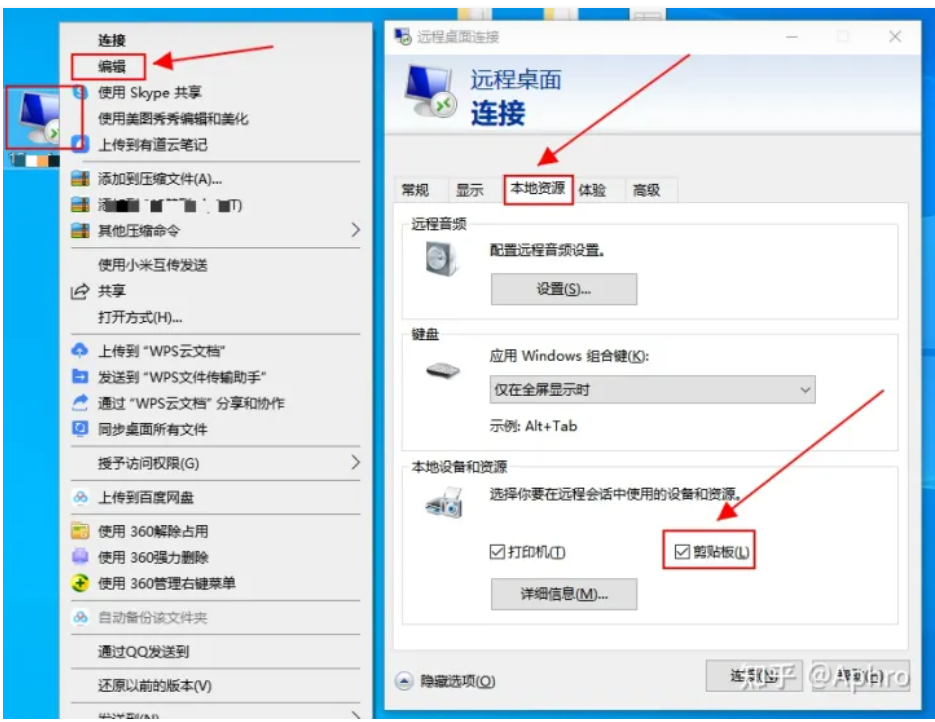 连接
编辑
使用 Skype 共享
使用美图秀秀编辑和美化
上传到有道云笔记
添加到压缩文件(A)...
其他压缩命令
使用小米互传发送
共享
打开方式(H)...
上传到 “WPS云文档”
发送到 “WPS文件传输助手”
通过 “WPS云文档” 分享和协作
同步桌面所有文件
授予访问权限(G)
上传到百度网盘
使用 360解除占用
使用 360强力删除
使用 360管理右键菜单
自动备份该文件夹
通过QQ发送到
还原以前的版本(V)
发送到(N)
远程桌面连接
远程桌面
连接
常规 显示 本地资源 体验 高级
远程音频
配置远程音频设置。
设置(S)...
键盘
应用 Windows 组合键(K):
仅在全屏显示时
示例: Alt+Tab
本地设备和资源
选择你要在远程会话中使用的设备和资源。
打印机(T) 剪贴板(L)
详细信息(M)...
隐藏选项(O)
连接(N)
知乎 @Aphro